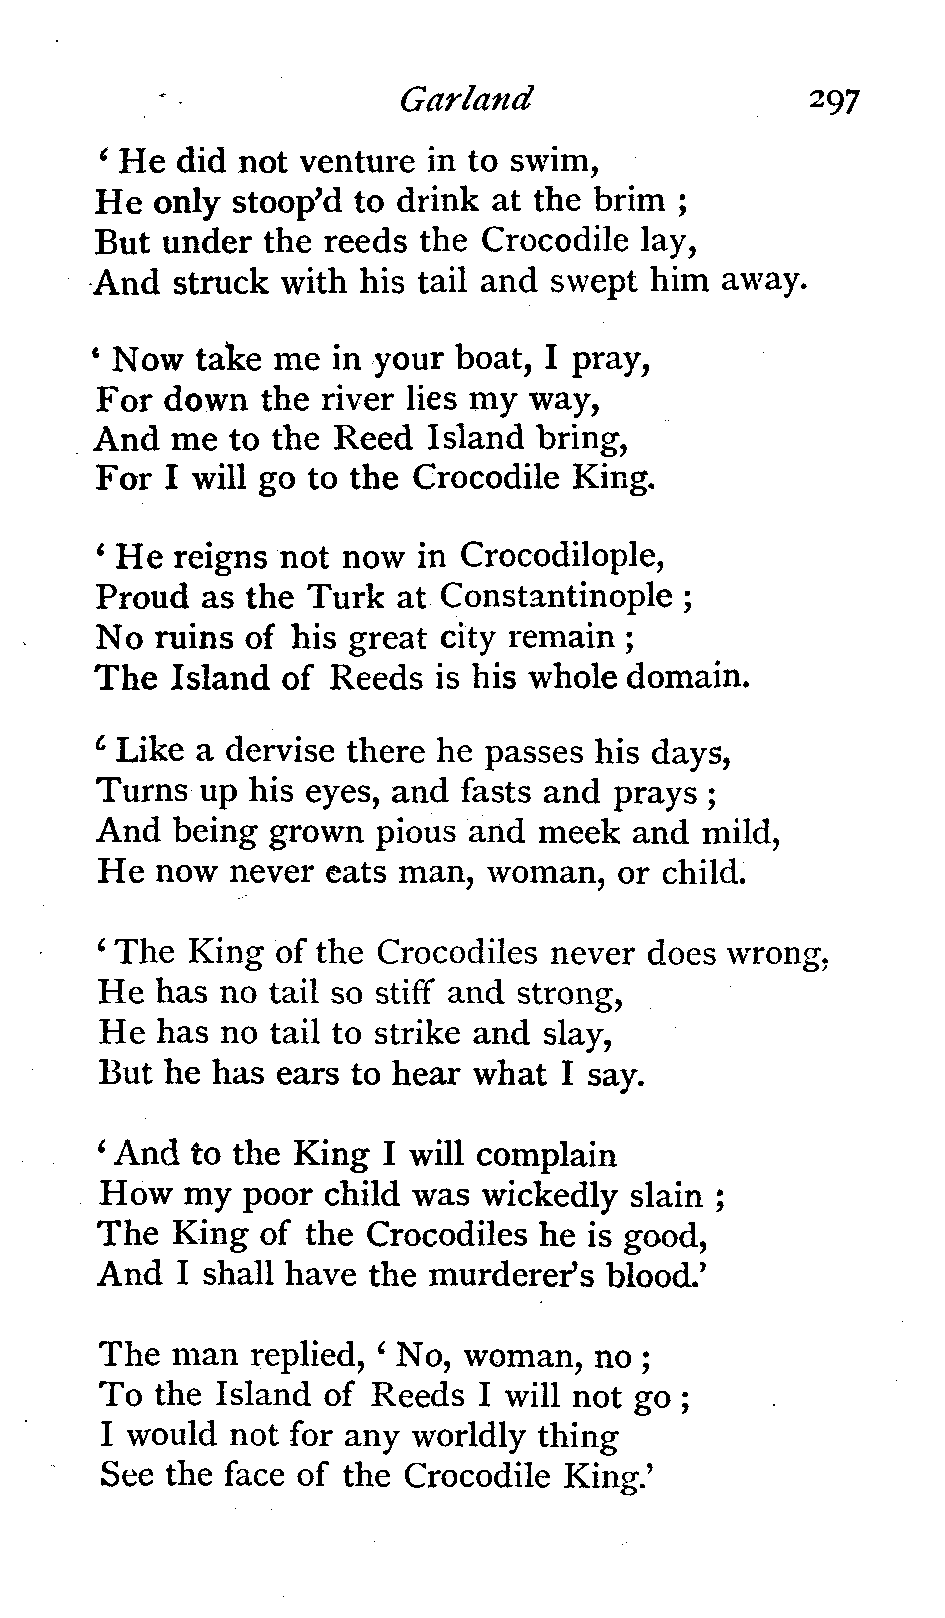 Garland 297
‘ He did not venture in to swim,
He only stoop’d to drink at the brim ;
But under the reeds the Crocodile lay,
And struck with his tail and swept him away.
‘ Now take me in your boat, I pray,
For down the river lies my way,
And me to the Reed Island bring,
For I will go to the Crocodile King.
‘ He reigns not now in Crocodilople,
Proud as the Turk at Constantinople ;
No ruins of his great city remain ;
The Island of Reeds is his whole domain.
‘ Like a dervise there he passes his days,
Turns up his eyes, and fasts and prays ;
And being grown pious and meek and mild,
He now never eats man, woman, or child.
‘ The King of the Crocodiles never does wrong,
He has no tail so stiff and strong,
He has no tail to strike and slay,
But he has ears to hear what I say.
‘ And to the King I will complain
How my poor child was wickedly slain ;
The King of the Crocodiles he is good,
And I shall have the murderer’s blood.’
The man replied, ‘ No, woman, no ;
To the Island of Reeds I will not go ;
I would not for any worldly thing
See the face of the Crocodile King.’